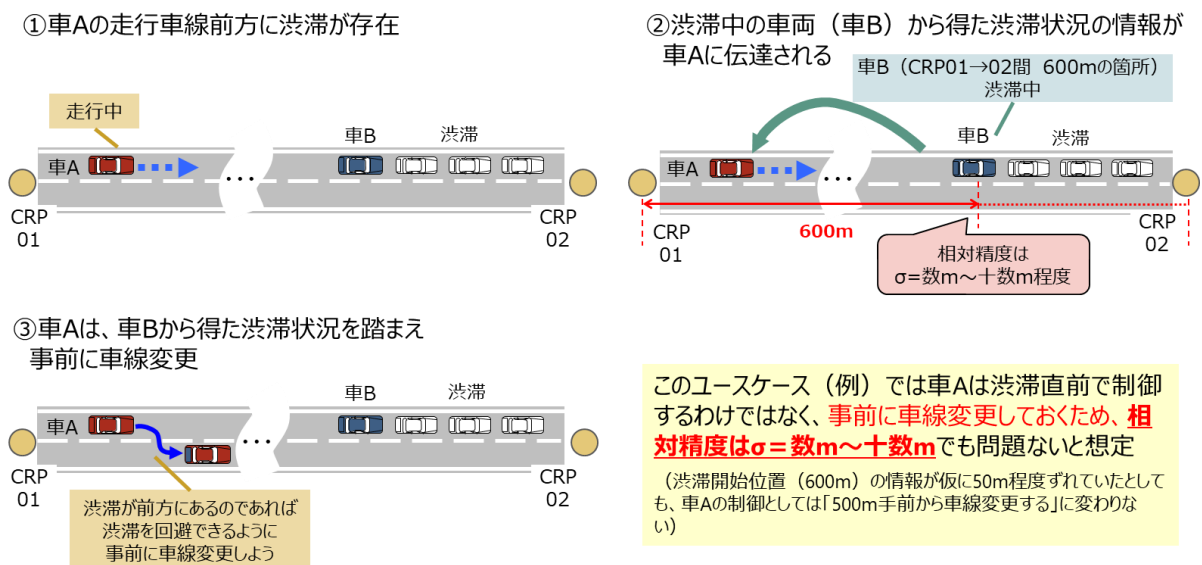 ①車Aの走行車線前方に渋滞が存在
走行中
車A
車B
渋滞
･･･
CRP
01
CRP
02
②渋滞中の車両（車B）から得た渋滞状況の情報が
車Aに伝達される
車B（CRP01→02間 600mの箇所）
渋滞中
車A
車B
渋滞
･･･
CRP
01
600m
CRP
02
相対精度は
σ=数m～十数m程度
③車Aは、車Bから得た渋滞状況を踏まえ
事前に車線変更
車A
車B
渋滞
･･･
CRP
01
CRP
02
渋滞が前方にあるのであれば
渋滞を回避できるように
事前に車線変更しよう
このユースケース（例）では車Aは渋滞直前で制御
するわけではなく、事前に車線変更しておくため、相
対精度はσ＝数m～十数mでも問題ないと想定
（渋滞開始位置（600m）の情報が仮に50m程度ずれていたとして
も、車Aの制御としては「500m手前から車線変更する」に変わりな
い）